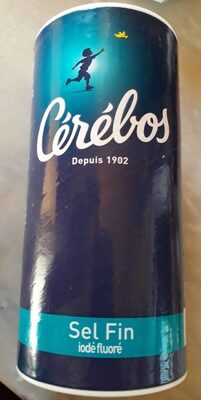 Cérébos
Depuis 1902
Sel Fin
iodé fluoré